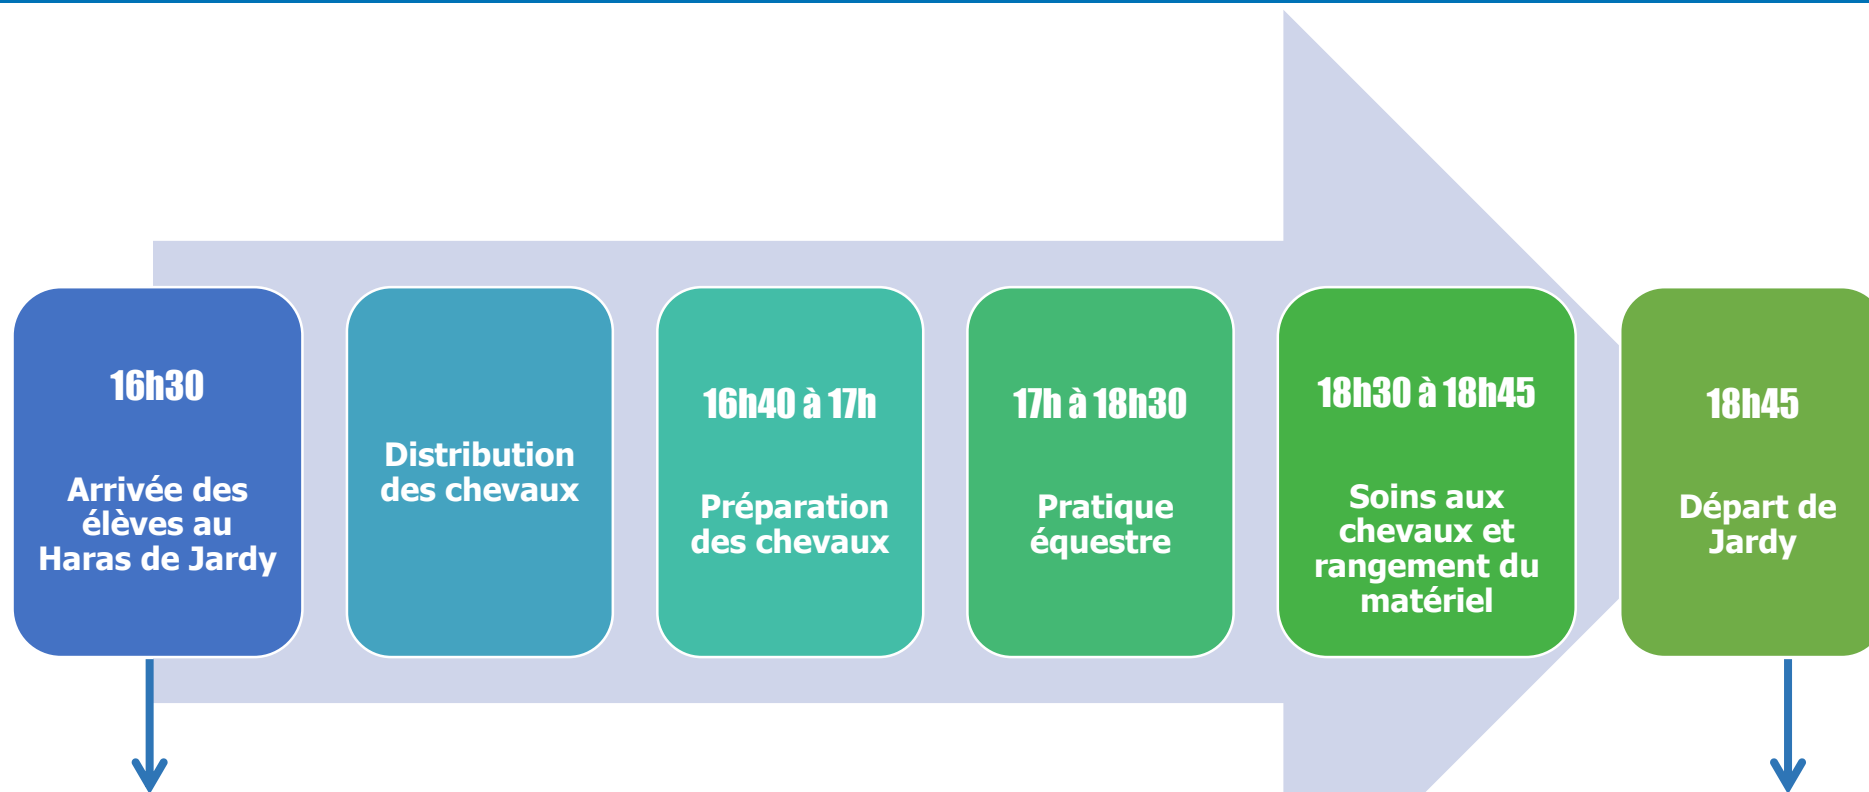 16h30
Arrivée des
élèves au
Haras de Jardy
Distribution
des chevaux
16h40 à 17h
Préparation
des chevaux
17h à 18h30
Pratique
équestre
18h30 à 18h45
Soins aux
chevaux et
rangement du
matériel
18h45
Départ de
Jardy